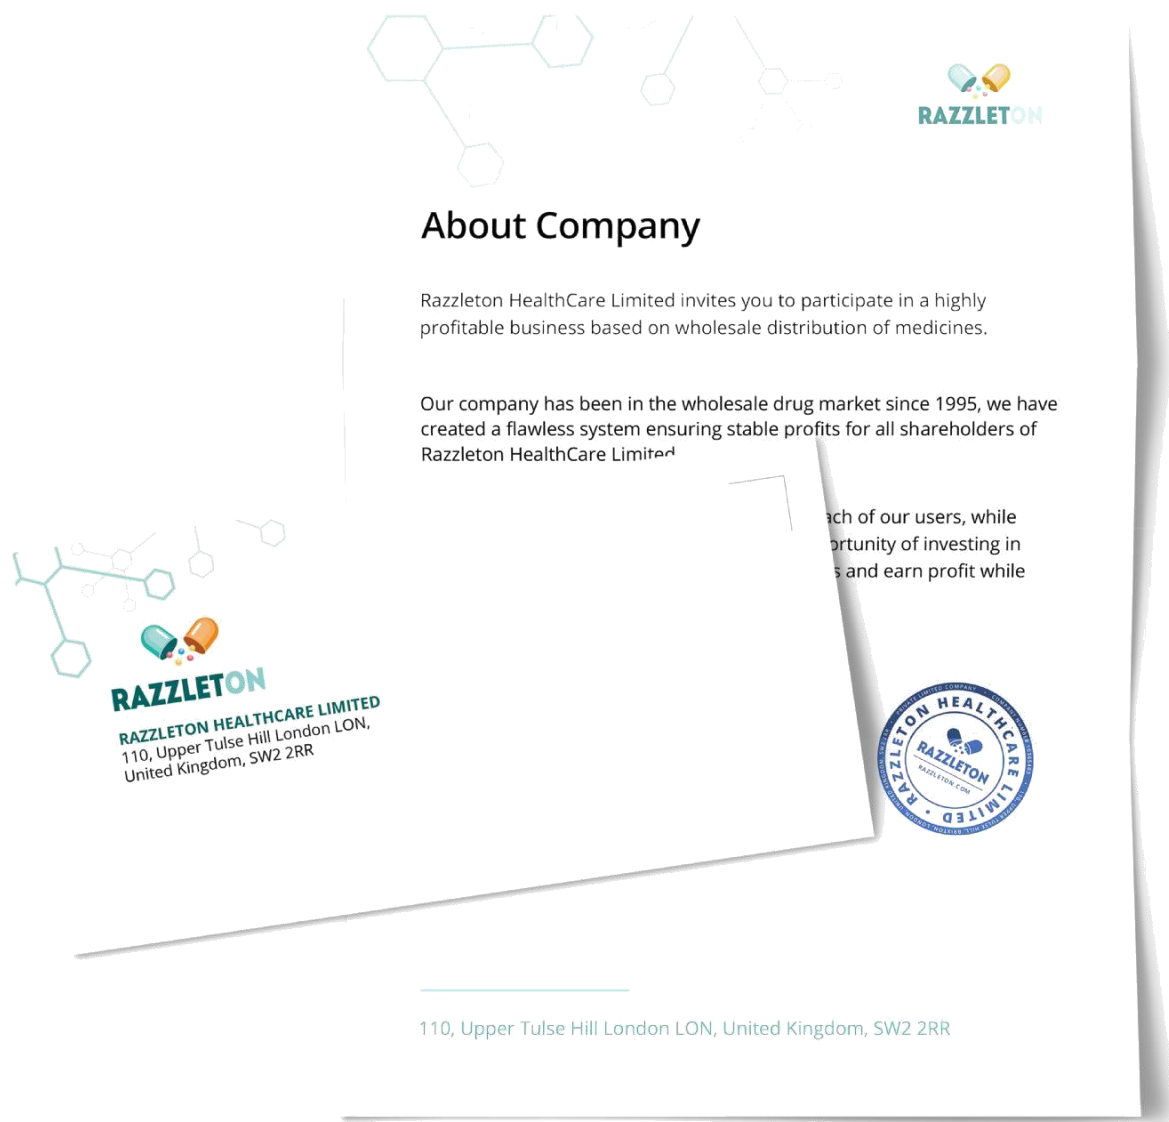 RAZZLETON
About Company
Razzleton HealthCare Limited invites you to participate in a highly
profitable business based on wholesale distribution of medicines.
Our company has been in the wholesale drug market since 1995, we have
created a flawless system ensuring stable profits for all shareholders of
Razzleton HealthCare Limited
of our users, while
of investing in
and earn profit while
RAZZLETON
RAZZLETON HEALTHCARE LIMITED
110, Upper Tulse Hill London LON,
United Kingdom, SW2 2RR
RAZZLETON HEALTHCARE LIMITED
RAZZLETON
RAZZLETON.COM
110, Upper Tulse Hill London LON, United Kingdom, SW2 2RR